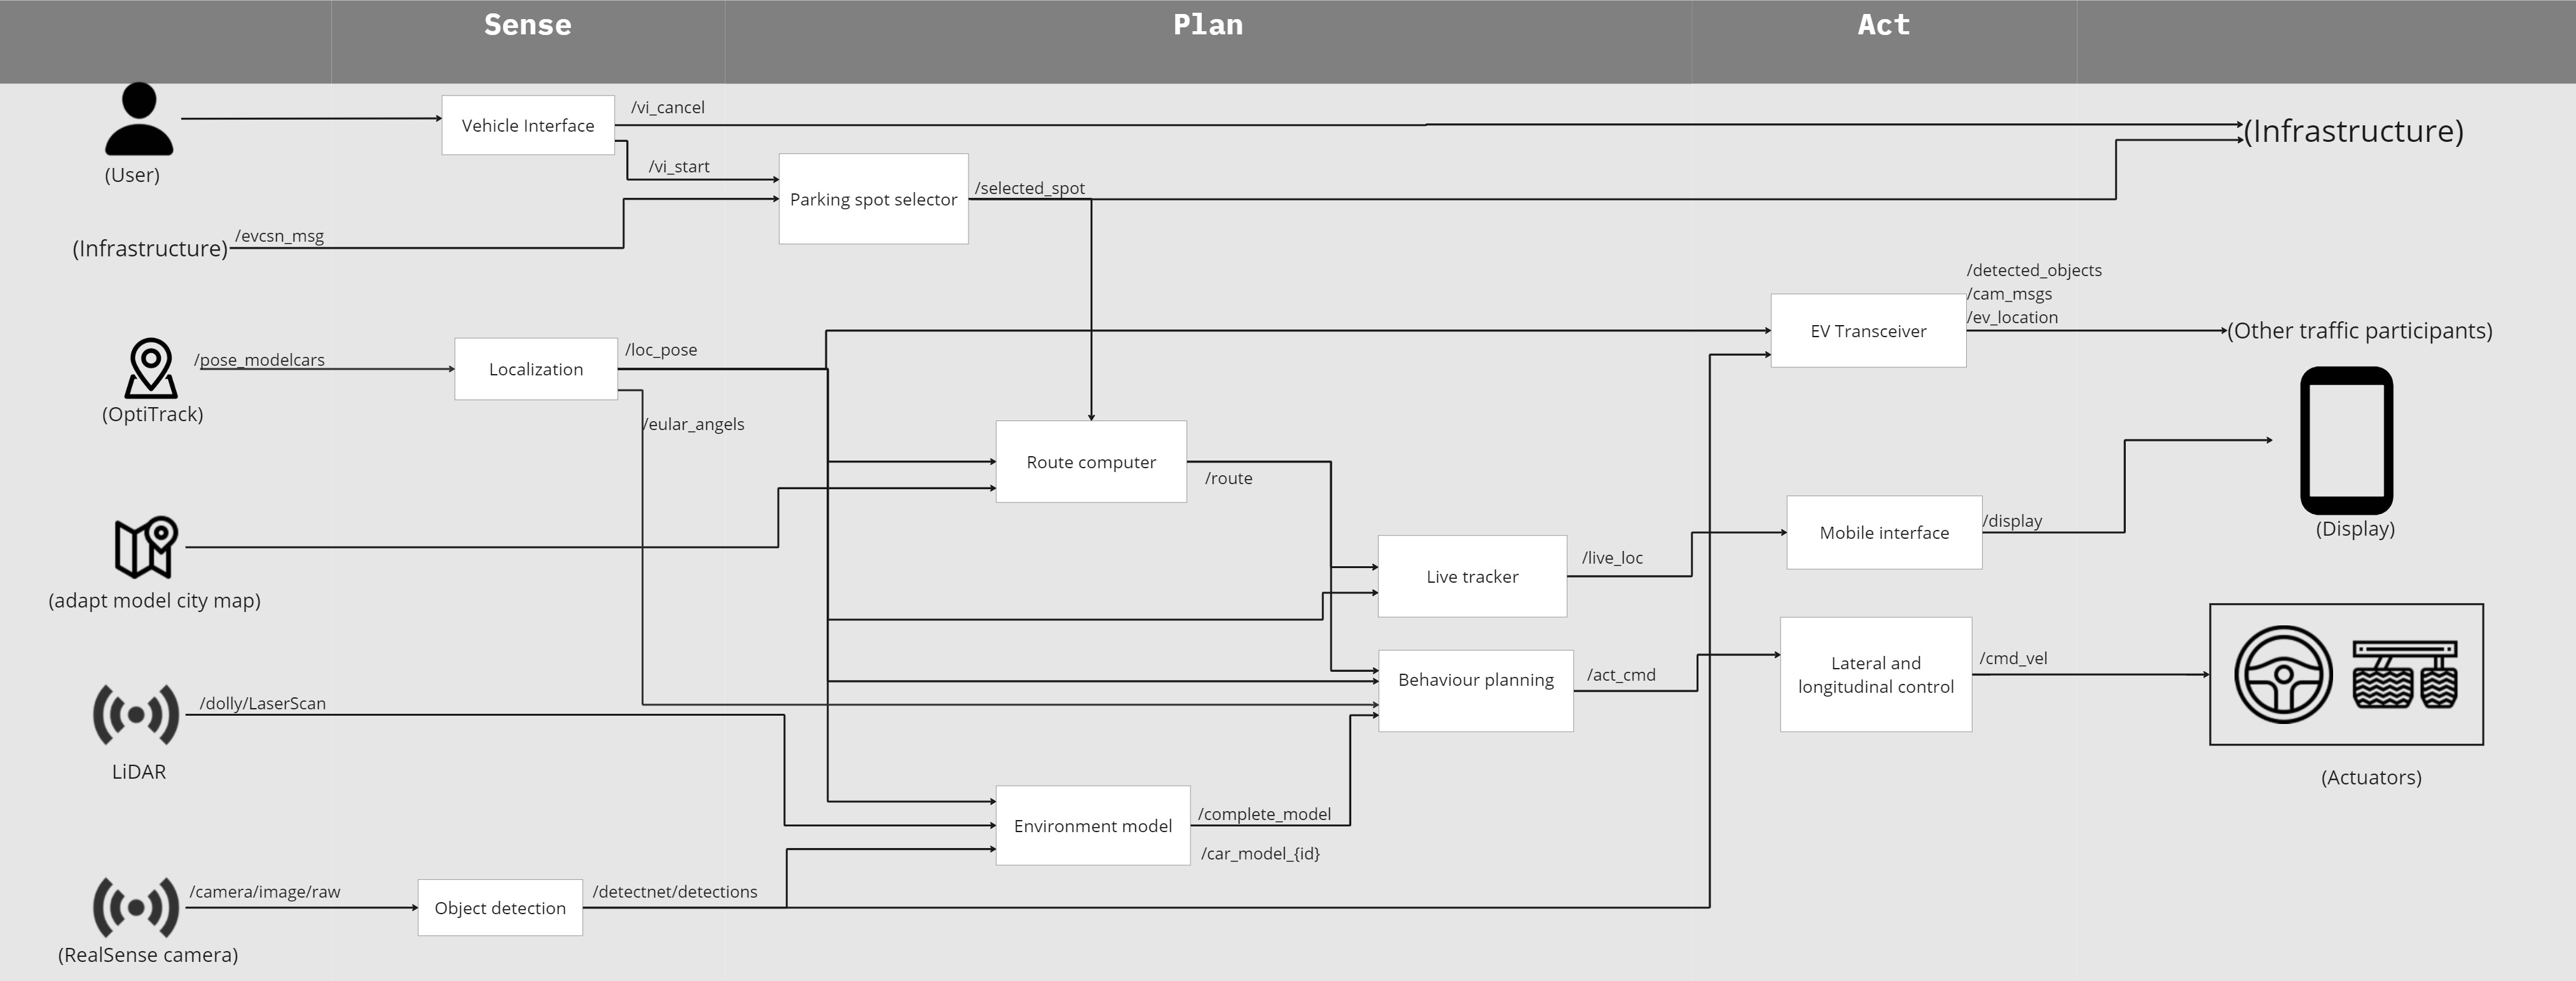 Sense
Plan
Act
(User)
Vehicle Interface
/vi_cancel
(Infrastructure)
/vi_start
Parking spot selector
/selected_spot
(Infrastructure)
/evcsn_msg
/detected_objects
/cam_msgs
/ev_location
EV Transceiver
(Other traffic participants)
/pose_modelcars
(OptiTrack)
Localization
/loc_pose
/eular_angels
Route computer
/route
(adapt model city map)
Live tracker
/live_loc
Mobile interface
/display
(Display)
Behaviour planning
/act_cmd
Lateral and
longitudinal control
/cmd_vel
(Actuators)
/dolly/LaserScan
LiDAR
Environment model
/complete_model
/car_model_{id}
/camera/image/raw
(RealSense camera)
Object detection
/detectnet/detections